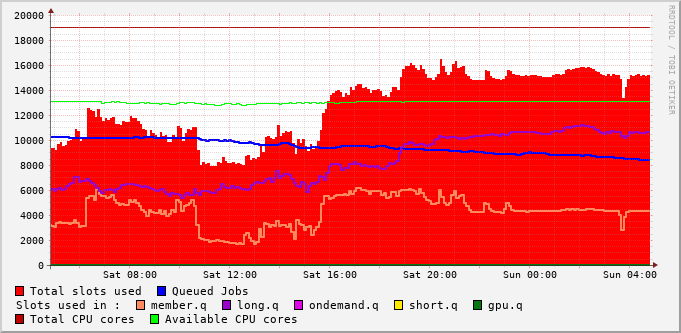 RRDTOOL / TOBI OETIKER
20000
18000
16000
14000
12000
10000
8000
6000
4000
2000
0
Sat 08:00 Sat 12:00 Sat 16:00 Sat 20:00 Sun 00:00 Sun 04:00
Total slots used Queued Jobs
Slots used in : member.q long.q ondemand.q short.q gpu.q
Total CPU cores Available CPU cores